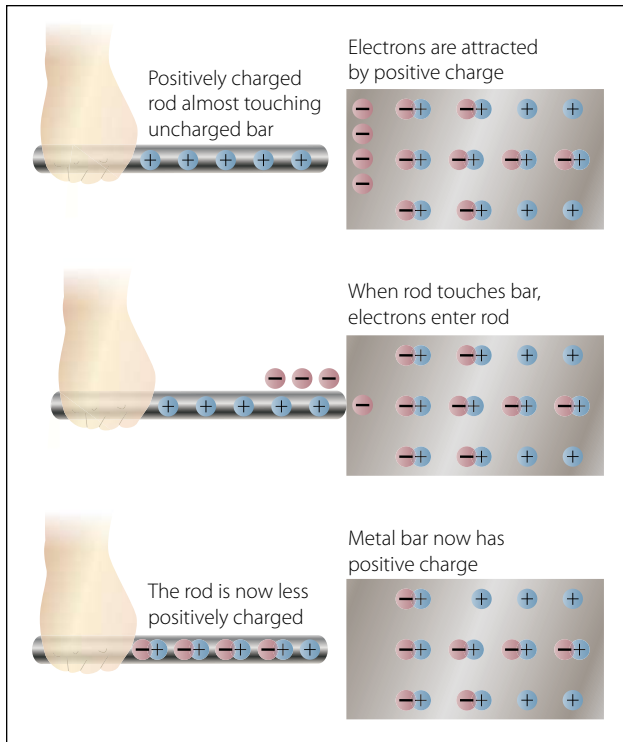 Positively charged
rod almost touching
uncharged bar
Electrons are attracted
by positive charge
When rod touches bar,
electrons enter rod
The rod is now less
positively charged
Metal bar now has
positive charge